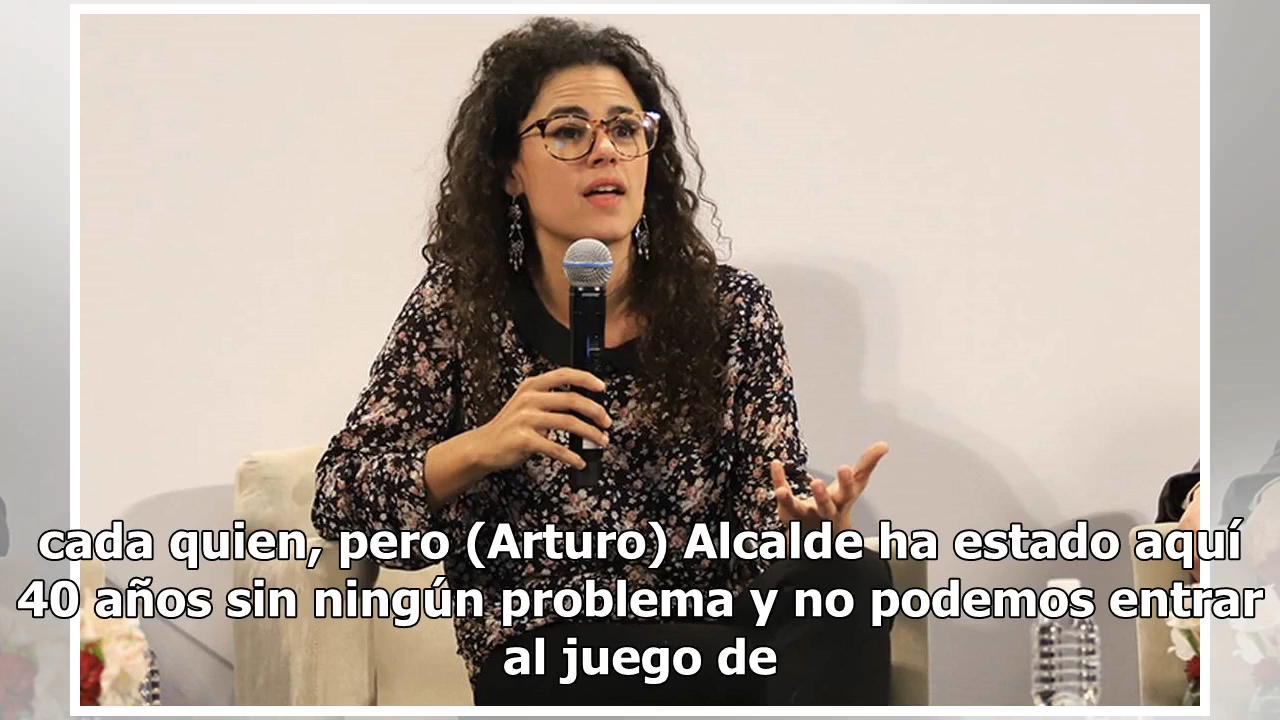 cada quien, pero (Arturo) Alcalde ha estado aquí
40 años sin ningún problema y no podemos entrar
al juego de